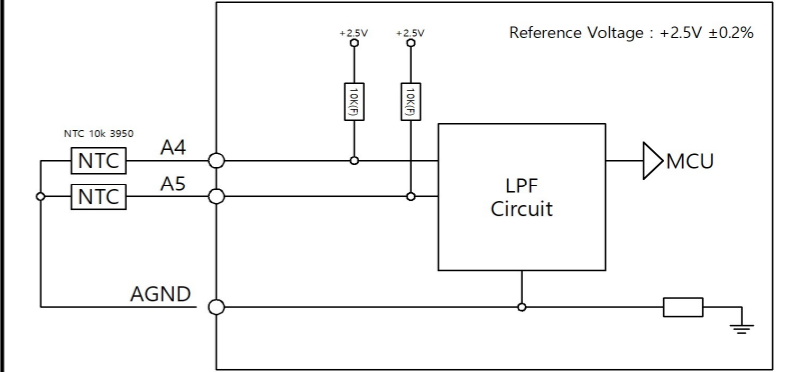 Reference Voltage : +2.5V ±0.2%
+2.5V
+2.5V
10K(F)
10K(F)
NTC 10k 3950
NTC
A4
NTC
A5
LPF
Circuit
MCU
AGND